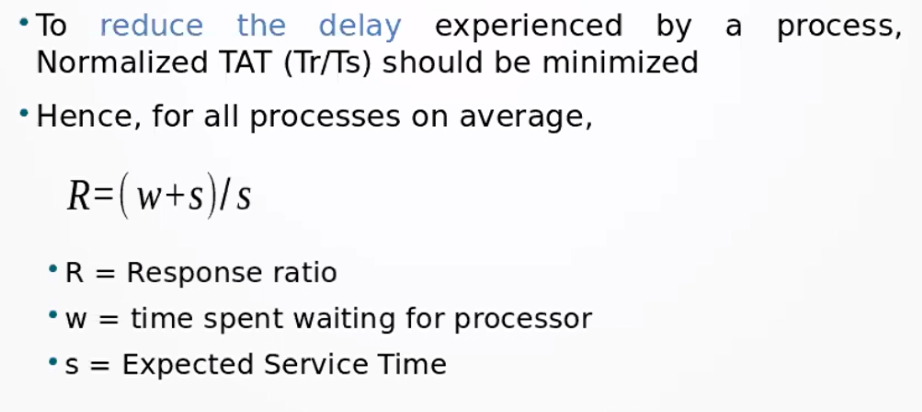 • To reduce the delay experienced by a process,
Normalized TAT (Tr/Ts) should be minimized
• Hence, for all processes on average,
R=(w+s)/s
• R = Response ratio
• w = time spent waiting for processor
• s = Expected Service Time